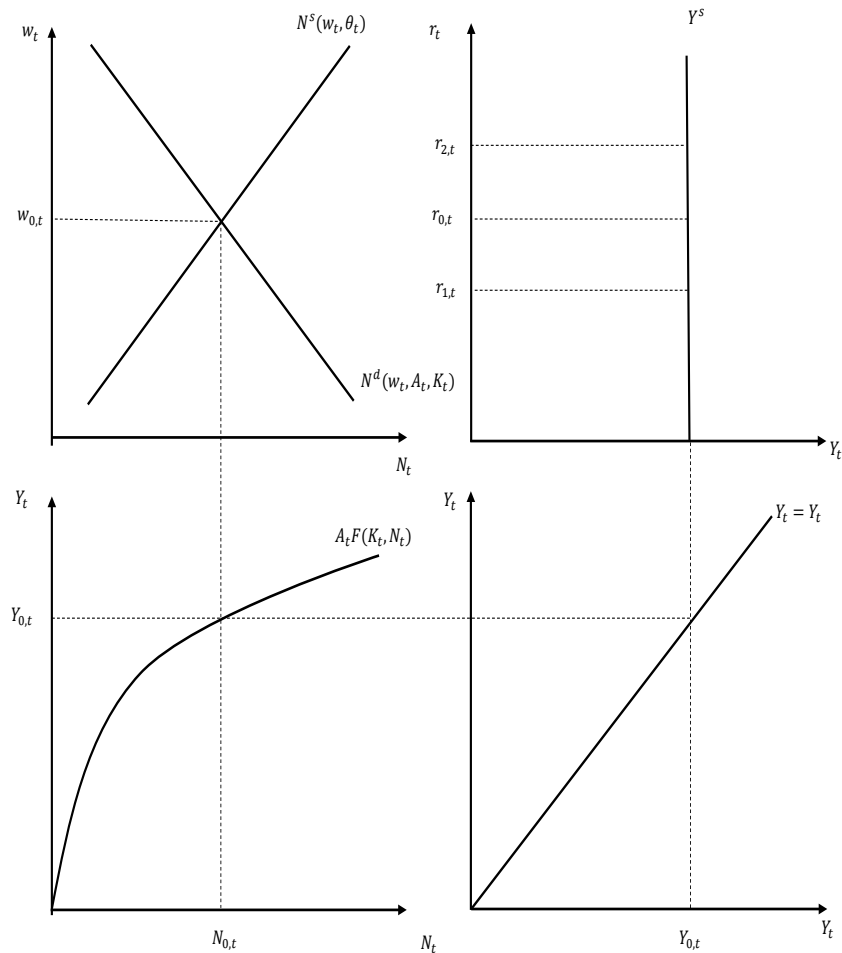 w_t
N^s(w_t, θ_t)
w_{0,t}
N^d(w_t, A_t, K_t)
N_t
r_t
Y^s
r_{2,t}
r_{0,t}
r_{1,t}
Y_t
Y_t
A_tF(K_t, N_t)
Y_{0,t}
N_{0,t}
N_t
Y_t
Y_t = Y_t
Y_{0,t}
Y_t